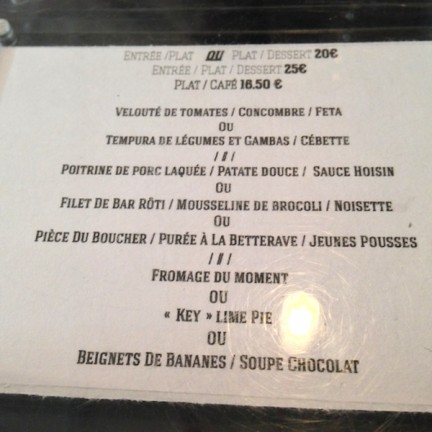 ENTRÉE /PLAT OU PLAT / DESSERT 20€
ENTRÉE / PLAT / DESSERT 25€
PLAT / CAFÉ 16.50 €
VELOUTÉ DE TOMATES / CONCOMBRE / FETA
OU
TEMPURA DE LÉGUMES ET GAMBAS / CÉBETTE
/ // /
POITRINE DE PORC LAQUÉE / PATATE DOUCE / SAUCE HOISIN
OU
FILET DE BAR RÔTI / MOUSSELINE DE BROCOLI / NOISETTE
OU
PIÈCE DU BOUCHER / PURÉE À LA BETTERAVE / JEUNES POUSSES
/ // /
FROMAGE DU MOMENT
OU
« KEY » LIME PIE
OU
BEIGNETS DE BANANES / SOUPE CHOCOLAT